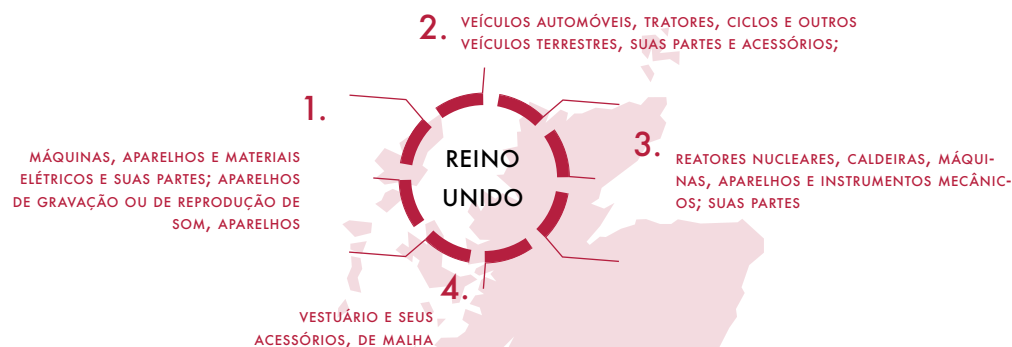 2. VEÍCULOS AUTOMÓVEIS, TRATORES, CICLOS E OUTROS
VEÍCULOS TERRESTRES, SUAS PARTES E ACESSÓRIOS;
1.
MÁQUINAS, APARELHOS E MATERIAIS
ELÉTRICOS E SUAS PARTES; APARELHOS
DE GRAVAÇÃO OU DE REPRODUÇÃO DE
SOM, APARELHOS
REINO
UNIDO
3.
REATORES NUCLEARES, CALDEIRAS, MÁQUI-
NAS, APARELHOS E INSTRUMENTOS MECÂNIC-
OS; SUAS PARTES
4.
VESTUÁRIO E SEUS
ACESSÓRIOS, DE MALHA